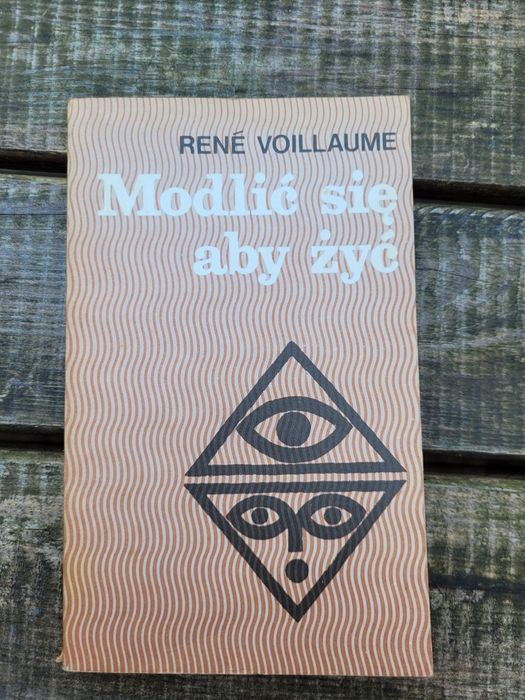 RENÉ VOILLAUME
Modlić się
aby żyć